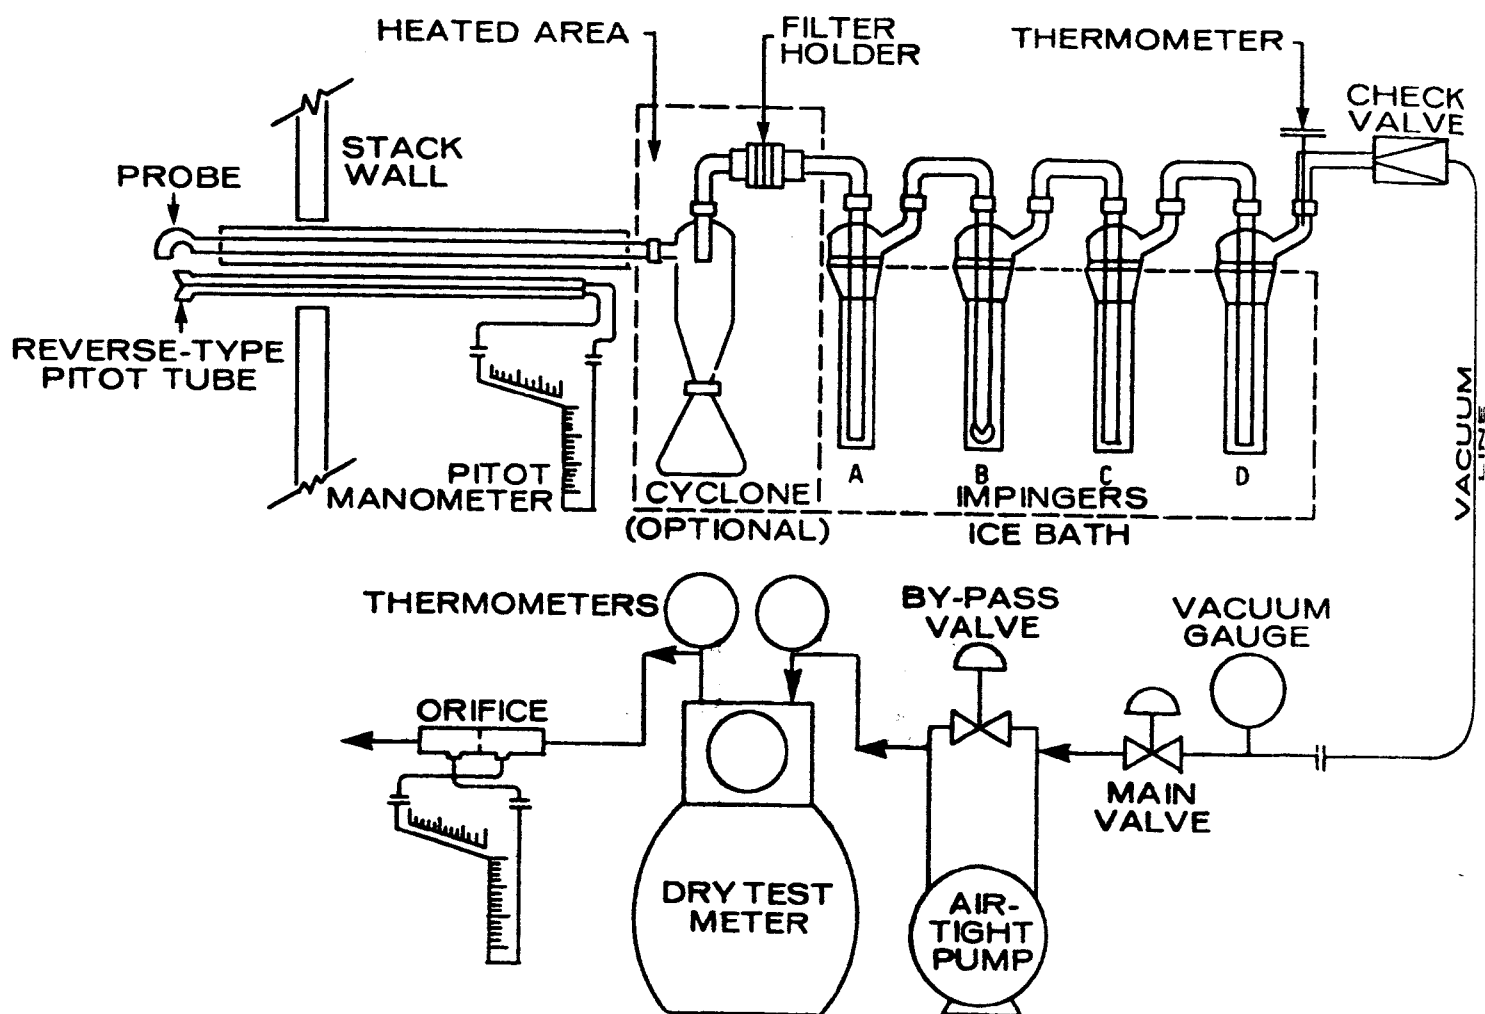 HEATED AREA
FILTER
HOLDER
THERMOMETER
CHECK
VALVE
STACK
WALL
PROBE
REVERSE-TYPE
PITOT TUBE
PITOT
MANOMETER
CYCLONE
(OPTIONAL)
A
B
C
D
IMPINGERS
ICE BATH
VACUUM
LINE
THERMOMETERS
BY-PASS
VALVE
VACUUM
GAUGE
ORIFICE
MAIN
VALVE
DRY TEST
METER
AIR-
TIGHT
PUMP